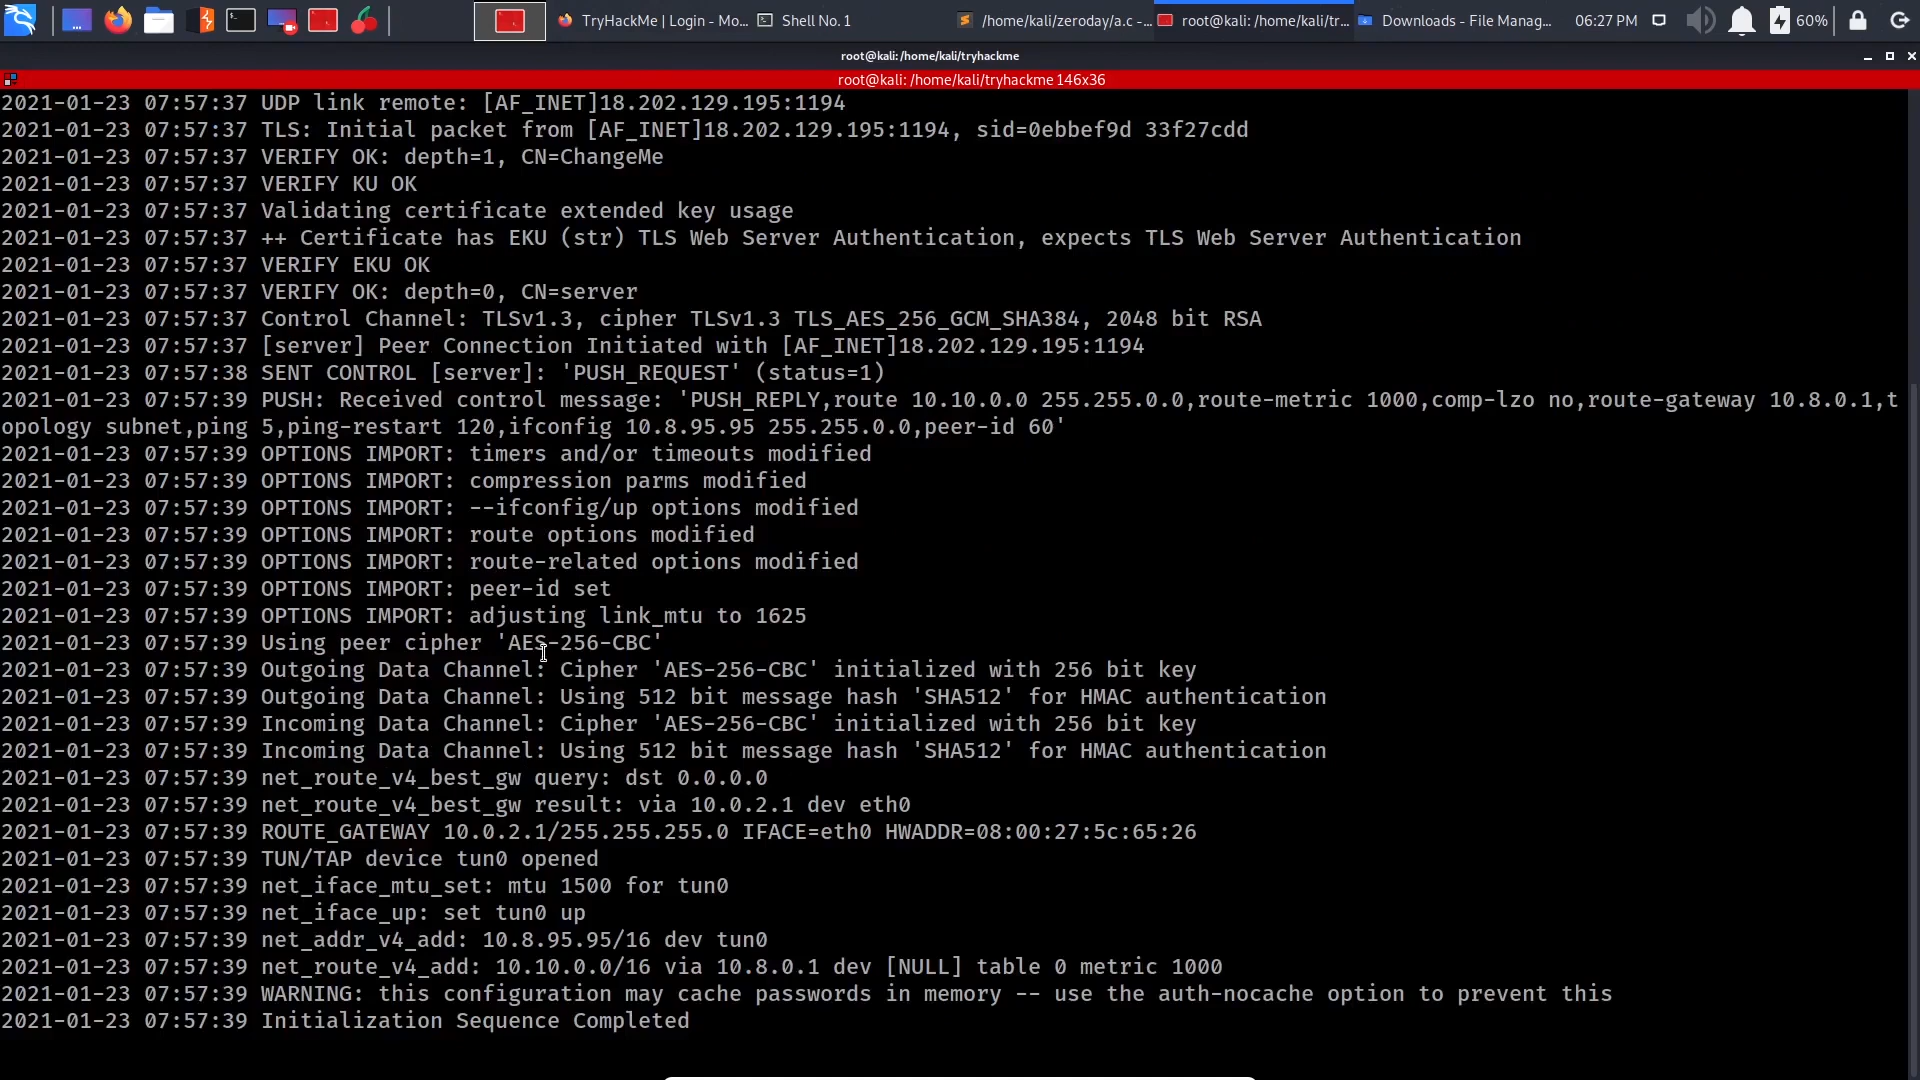 TryHackMe | Login - Mo...
Shell No. 1
/home/kali/zeroday/a.c -...
root@kali: /home/kali/tr...
Downloads - File Manag...
06:27 PM
60%
root@kali: /home/kali/tryhackme
root@kali: /home/kali/tryhackme 146x36
2021-01-23 07:57:37 UDP link remote: [AF_INET]18.202.129.195:1194
2021-01-23 07:57:37 TLS: Initial packet from [AF_INET]18.202.129.195:1194, sid=0ebbef9d 33f27cdd
2021-01-23 07:57:37 VERIFY OK: depth=1, CN=ChangeMe
2021-01-23 07:57:37 VERIFY KU OK
2021-01-23 07:57:37 Validating certificate extended key usage
2021-01-23 07:57:37 ++ Certificate has EKU (str) TLS Web Server Authentication, expects TLS Web Server Authentication
2021-01-23 07:57:37 VERIFY EKU OK
2021-01-23 07:57:37 VERIFY OK: depth=0, CN=server
2021-01-23 07:57:37 Control Channel: TLSv1.3, cipher TLSv1.3 TLS_AES_256_GCM_SHA384, 2048 bit RSA
2021-01-23 07:57:37 [server] Peer Connection Initiated with [AF_INET]18.202.129.195:1194
2021-01-23 07:57:38 SENT CONTROL [server]: 'PUSH_REQUEST' (status=1)
2021-01-23 07:57:39 PUSH: Received control message: 'PUSH_REPLY,route 10.10.0.0 255.255.0.0,route-metric 1000,comp-lzo no,route-gateway 10.8.0.1,t
opology subnet,ping 5,ping-restart 120,ifconfig 10.8.95.95 255.255.0.0,peer-id 60'
2021-01-23 07:57:39 OPTIONS IMPORT: timers and/or timeouts modified
2021-01-23 07:57:39 OPTIONS IMPORT: compression parms modified
2021-01-23 07:57:39 OPTIONS IMPORT: --ifconfig/up options modified
2021-01-23 07:57:39 OPTIONS IMPORT: route options modified
2021-01-23 07:57:39 OPTIONS IMPORT: route-related options modified
2021-01-23 07:57:39 OPTIONS IMPORT: peer-id set
2021-01-23 07:57:39 OPTIONS IMPORT: adjusting link_mtu to 1625
2021-01-23 07:57:39 Using peer cipher 'AES-256-CBC'
2021-01-23 07:57:39 Outgoing Data Channel: Cipher 'AES-256-CBC' initialized with 256 bit key
2021-01-23 07:57:39 Outgoing Data Channel: Using 512 bit message hash 'SHA512' for HMAC authentication
2021-01-23 07:57:39 Incoming Data Channel: Cipher 'AES-256-CBC' initialized with 256 bit key
2021-01-23 07:57:39 Incoming Data Channel: Using 512 bit message hash 'SHA512' for HMAC authentication
2021-01-23 07:57:39 net_route_v4_best_gw query: dst 0.0.0.0
2021-01-23 07:57:39 net_route_v4_best_gw result: via 10.0.2.1 dev eth0
2021-01-23 07:57:39 ROUTE_GATEWAY 10.0.2.1/255.255.255.0 IFACE=eth0 HWADDR=08:00:27:5c:65:26
2021-01-23 07:57:39 TUN/TAP device tun0 opened
2021-01-23 07:57:39 net_iface_mtu_set: mtu 1500 for tun0
2021-01-23 07:57:39 net_iface_up: set tun0 up
2021-01-23 07:57:39 net_addr_v4_add: 10.8.95.95/16 dev tun0
2021-01-23 07:57:39 net_route_v4_add: 10.10.0.0/16 via 10.8.0.1 dev [NULL] table 0 metric 1000
2021-01-23 07:57:39 WARNING: this configuration may cache passwords in memory -- use the auth-nocache option to prevent this
2021-01-23 07:57:39 Initialization Sequence Completed